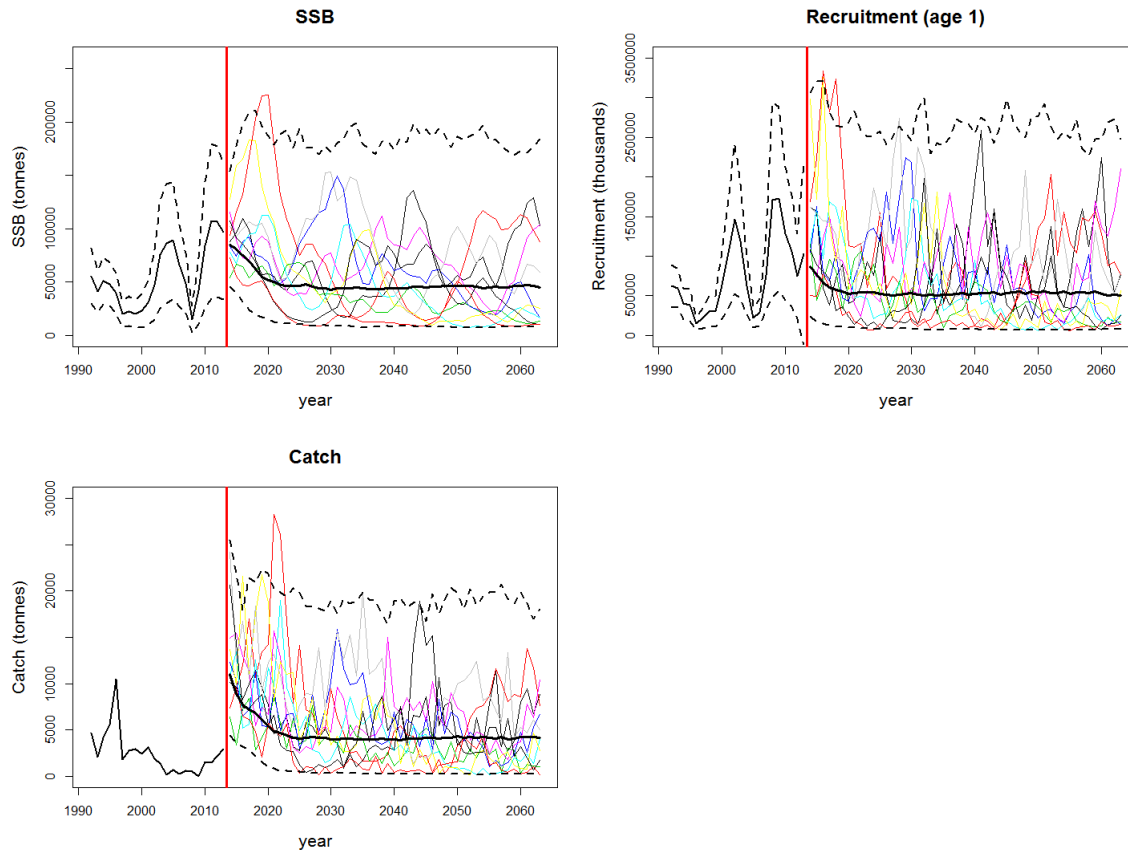 SSB
SSB (tonnes)
0 50000 100000 200000
1990 2000 2010 2020 2030 2040 2050 2060
year
Recruitment (age 1)
Recruitment (thousands)
0 500000 1500000 2500000 3500000
1990 2000 2010 2020 2030 2040 2050 2060
year
Catch
Catch (tonnes)
0 5000 10000 20000 30000
1990 2000 2010 2020 2030 2040 2050 2060
year